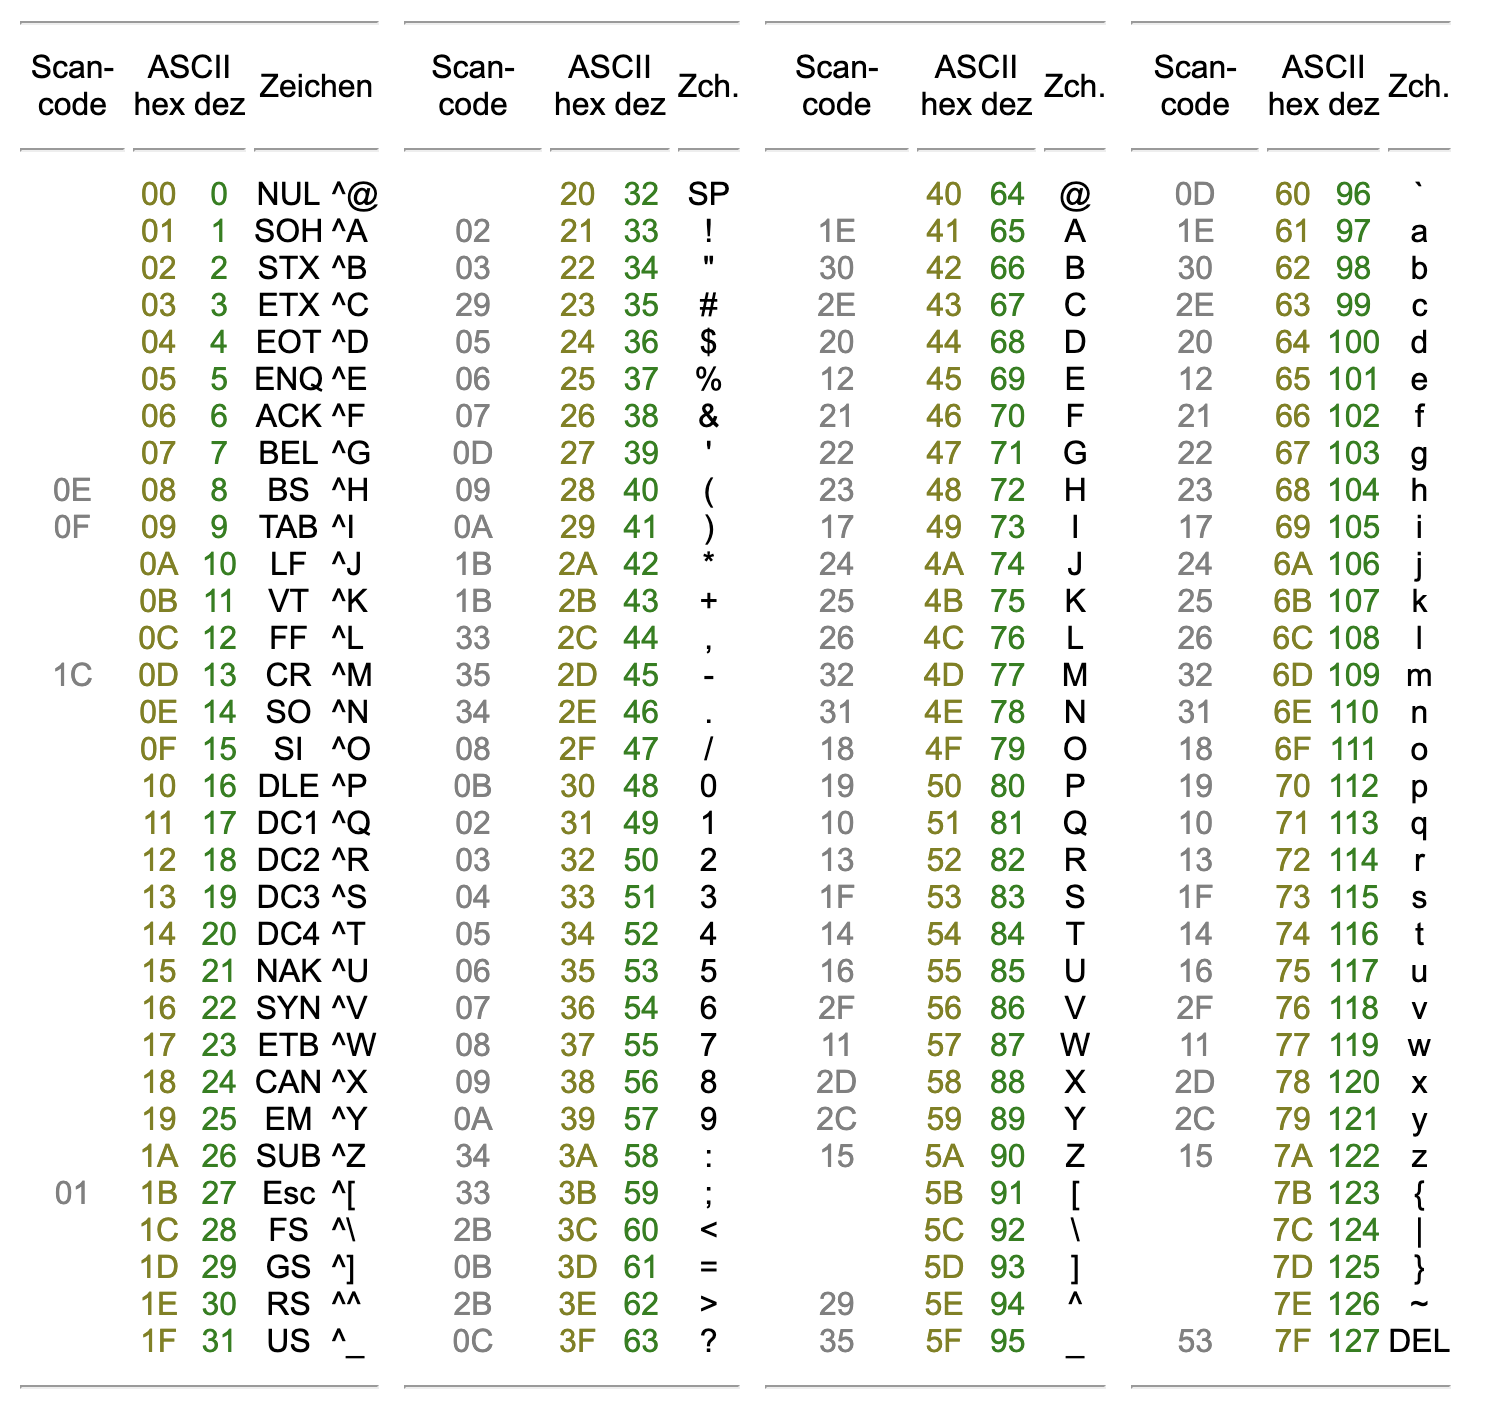 Scan- ASCII Zeichen Scan- ASCII Zch. Scan- ASCII Zch. Scan- ASCII Zch.
code hex dez code hex dez code hex dez code hex dez
00 0 NUL ^@ 20 32 SP 40 64 @ 0D 60 96 `
01 1 SOH ^A 02 21 33 ! 1E 41 65 A 1E 61 97 a
02 2 STX ^B 03 22 34 " 30 42 66 B 30 62 98 b
03 3 ETX ^C 29 23 35 # 2E 43 67 C 2E 63 99 c
04 4 EOT ^D 05 24 36 $ 20 44 68 D 20 64 100 d
05 5 ENQ ^E 06 25 37 % 12 45 69 E 12 65 101 e
06 6 ACK ^F 07 26 38 & 21 46 70 F 21 66 102 f
07 7 BEL ^G 0D 27 39 ' 22 47 71 G 22 67 103 g
0E 08 8 BS ^H 09 28 40 ( 23 48 72 H 23 68 104 h
0F 09 9 TAB ^I 0A 29 41 ) 17 49 73 I 17 69 105 i
0A 10 LF ^J 1B 2A 42 * 24 4A 74 J 24 6A 106 j
0B 11 VT ^K 1B 2B 43 + 25 4B 75 K 25 6B 107 k
0C 12 FF ^L 33 2C 44 , 26 4C 76 L 26 6C 108 l
1C 0D 13 CR ^M 35 2D 45 - 32 4D 77 M 32 6D 109 m
0E 14 SO ^N 34 2E 46 . 31 4E 78 N 31 6E 110 n
0F 15 SI ^O 08 2F 47 / 18 4F 79 O 18 6F 111 o
10 16 DLE ^P 0B 30 48 0 19 50 80 P 19 70 112 p
11 17 DC1 ^Q 02 31 49 1 10 51 81 Q 10 71 113 q
12 18 DC2 ^R 03 32 50 2 13 52 82 R 13 72 114 r
13 19 DC3 ^S 04 33 51 3 1F 53 83 S 1F 73 115 s
14 20 DC4 ^T 05 34 52 4 14 54 84 T 14 74 116 t
15 21 NAK ^U 06 35 53 5 16 55 85 U 16 75 117 u
16 22 SYN ^V 07 36 54 6 2F 56 86 V 2F 76 118 v
17 23 ETB ^W 08 37 55 7 11 57 87 W 11 77 119 w
18 24 CAN ^X 09 38 56 8 2D 58 88 X 2D 78 120 x
19 25 EM ^Y 0A 39 57 9 2C 59 89 Y 2C 79 121 y
1A 26 SUB ^Z 34 3A 58 : 15 5A 90 Z 15 7A 122 z
01 1B 27 Esc ^[ 33 3B 59 ; 5B 91 [ 7B 123 {
1C 28 FS ^\ 2B 3C 60 < 5C 92 \ 7C 124 |
1D 29 GS ^] 0B 3D 61 = 5D 93 ] 7D 125 }
1E 30 RS ^^ 2B 3E 62 > 29 5E 94 ^ 7E 126 ~
1F 31 US ^_ 0C 3F 63 ? 35 5F 95 _ 53 7F 127 DEL